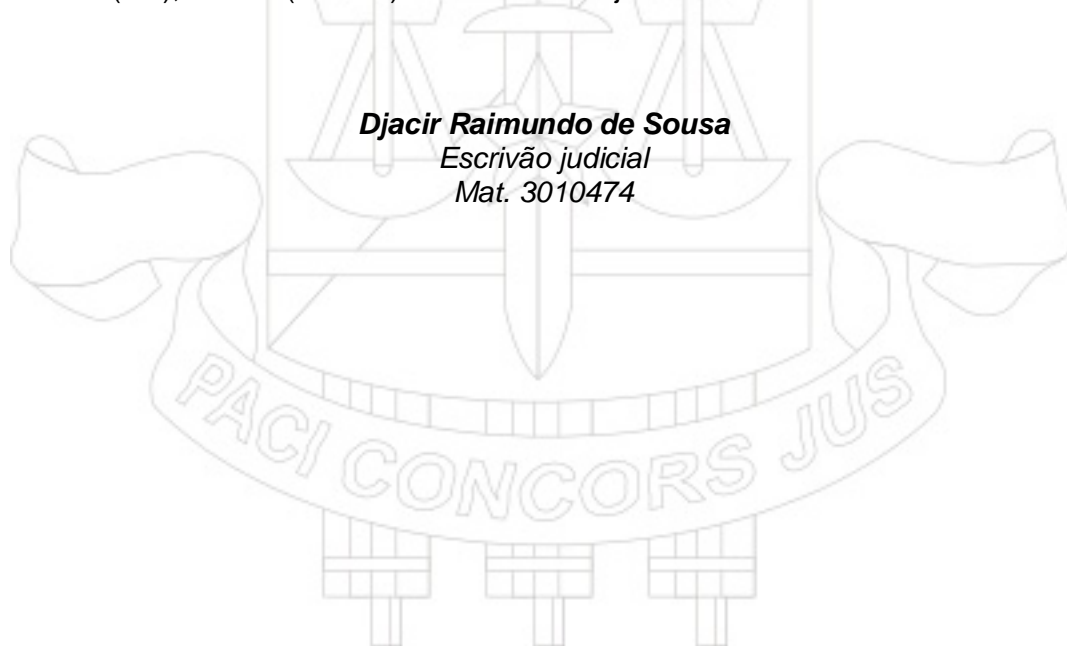 Djacir Raimundo de Sousa
Escrivão judicial
Mat. 3010474
PACI CONCORS JUS